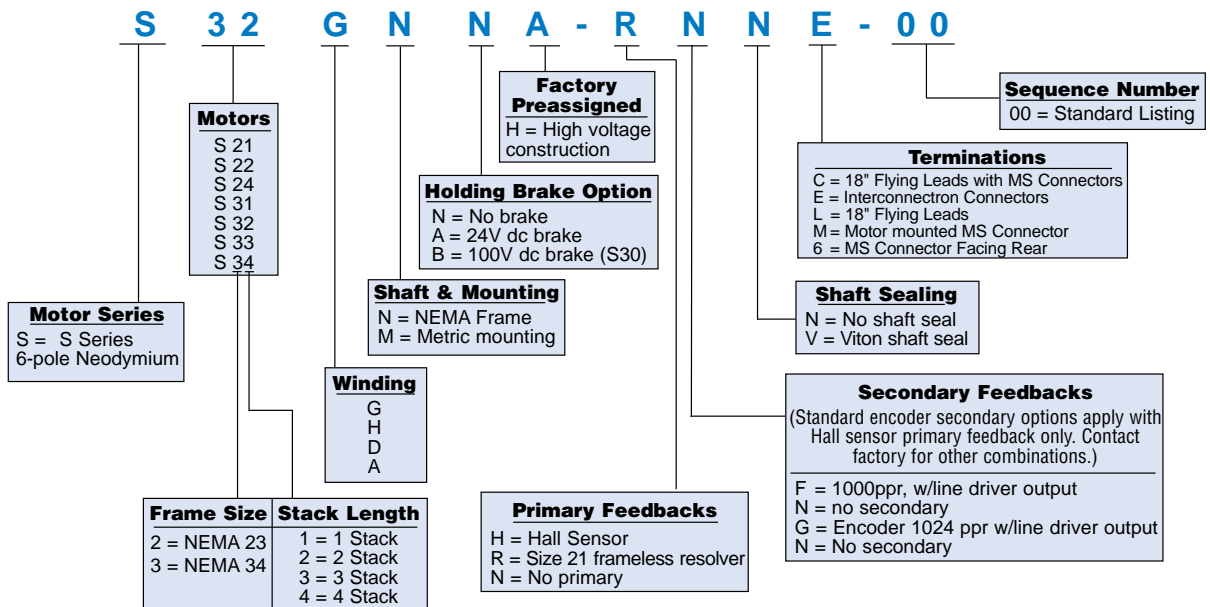 S 3 2 G N N A - R N N E - 0 0
Factory
Preassigned
H = High voltage
construction
Sequence Number
00 = Standard Listing
Motors
S 21
S 22
S 24
S 31
S 32
S 33
S 34
Terminations
C = 18" Flying Leads with MS Connectors
E = Interconnectron Connectors
L = 18" Flying Leads
M = Motor mounted MS Connector
6 = MS Connector Facing Rear
Holding Brake Option
N = No brake
A = 24V dc brake
B = 100V dc brake (S30)
Shaft & Mounting
N = NEMA Frame
M = Metric mounting
Shaft Sealing
N = No shaft seal
V = Viton shaft seal
Motor Series
S = S Series
6-pole Neodymium
Winding
G
H
D
A
Secondary Feedbacks
(Standard encoder secondary options apply with
Hall sensor primary feedback only. Contact
factory for other combinations.)
F = 1000ppr, w/line driver output
N = no secondary
G = Encoder 1024 ppr w/line driver output
N = No secondary
Frame Size
2 = NEMA 23
3 = NEMA 34
Stack Length
1 = 1 Stack
2 = 2 Stack
3 = 3 Stack
4 = 4 Stack
Primary Feedbacks
H = Hall Sensor
R = Size 21 frameless resolver
N = No primary